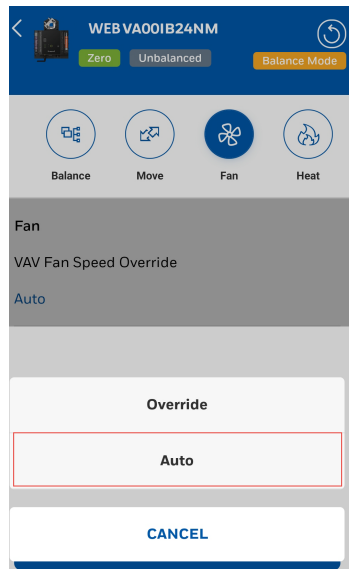 WEBVA00IB24NM
Zero
Unbalanced
Balance Mode
Balance
Move
Fan
Heat
Fan
VAV Fan Speed Override
Auto
Override
Auto
CANCEL